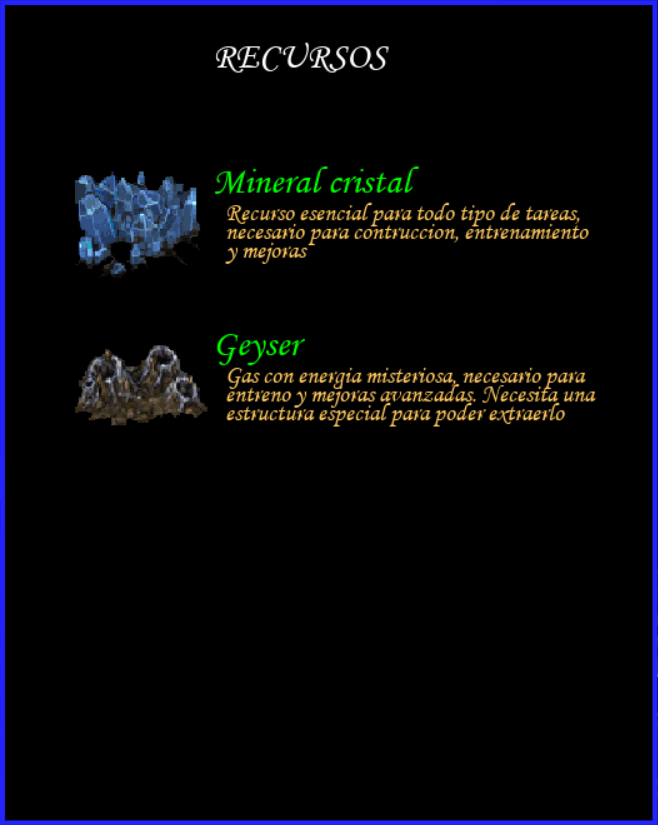 RECURSOS
Mineral cristal
Recurso esencial para todo tipo de tareas,
necesario para contruccion, entrenamiento
y mejoras
Geyser
Gas con energia misteriosa, necesario para
entreno y mejoras avanzadas. Necesita una
estructura especial para poder extraerlo